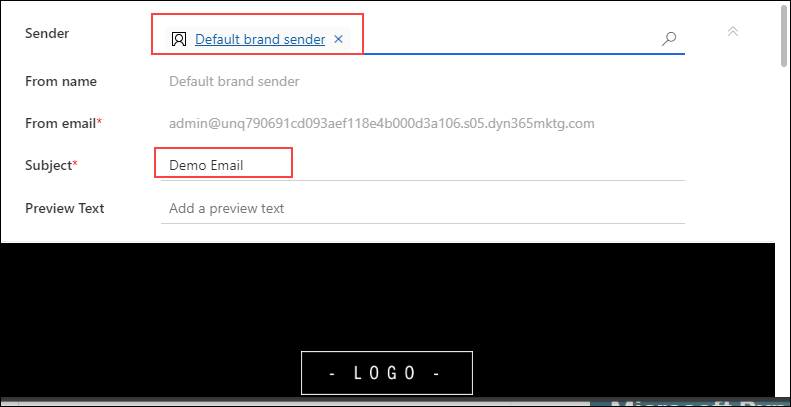 Sender Default brand sender ×
From name Default brand sender
From email* admin@unq790691cd093aef118e4b000d3a106.s05.dyn365mktg.com
Subject* Demo Email
Preview Text Add a preview text
- LOGO -